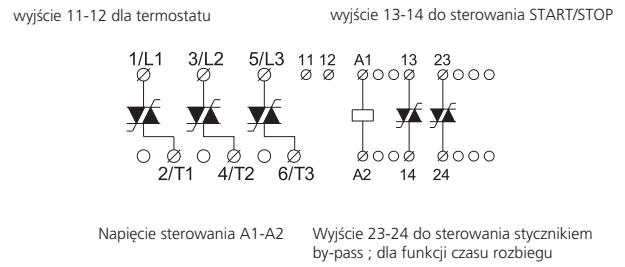 wyjście 11-12 dla termostatu
wyjście 13-14 do sterowania START/STOP
1/L1 3/L2 5/L3 11 12 A1 13 23
2/T1 4/T2 6/T3 A2 14 24
Napięcie sterowania A1-A2
Wyjście 23-24 do sterowania stycznikiem
by-pass ; dla funkcji czasu rozbiegu